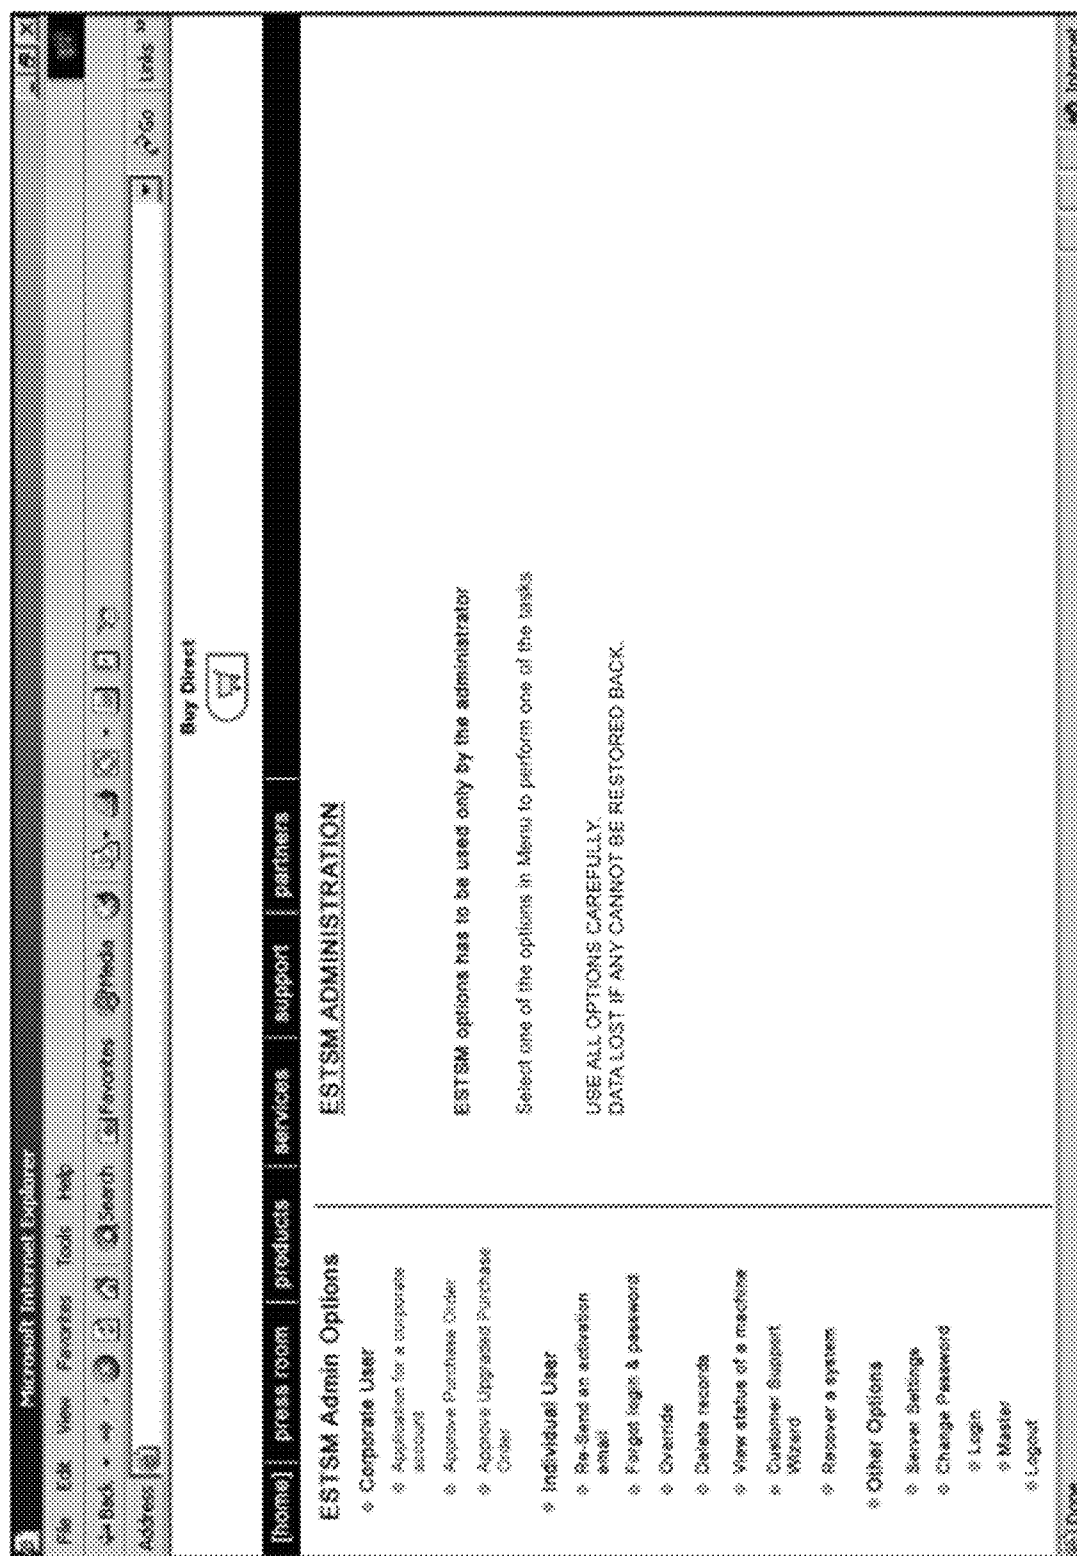 Microsoft Internet Explorer
File Edit View Favorites Tools Help
Back Search Favorites Media
Address Go Links »
Buy Direct
[home] press room products services support partners
ESTSM Admin Options
Corporate User
Application for a corporate
account
Approve Purchase Order
Approve Upgraded Purchase
Order
Individual User
Re-Send an activation
email
Forgot login & password
Override
Delete records
View status of a machine
Customer Support
Wizard
Recover a system
Other Options
Server Settings
Change Password
Login
Master
Logout
ESTSM ADMINISTRATION
ESTSM options has to be used only by the administrator
Select one of the options in Menu to perform one of the tasks
USE ALL OPTIONS CAREFULLY.
DATA LOST IF ANY CANNOT BE RESTORED BACK.
Done Internet